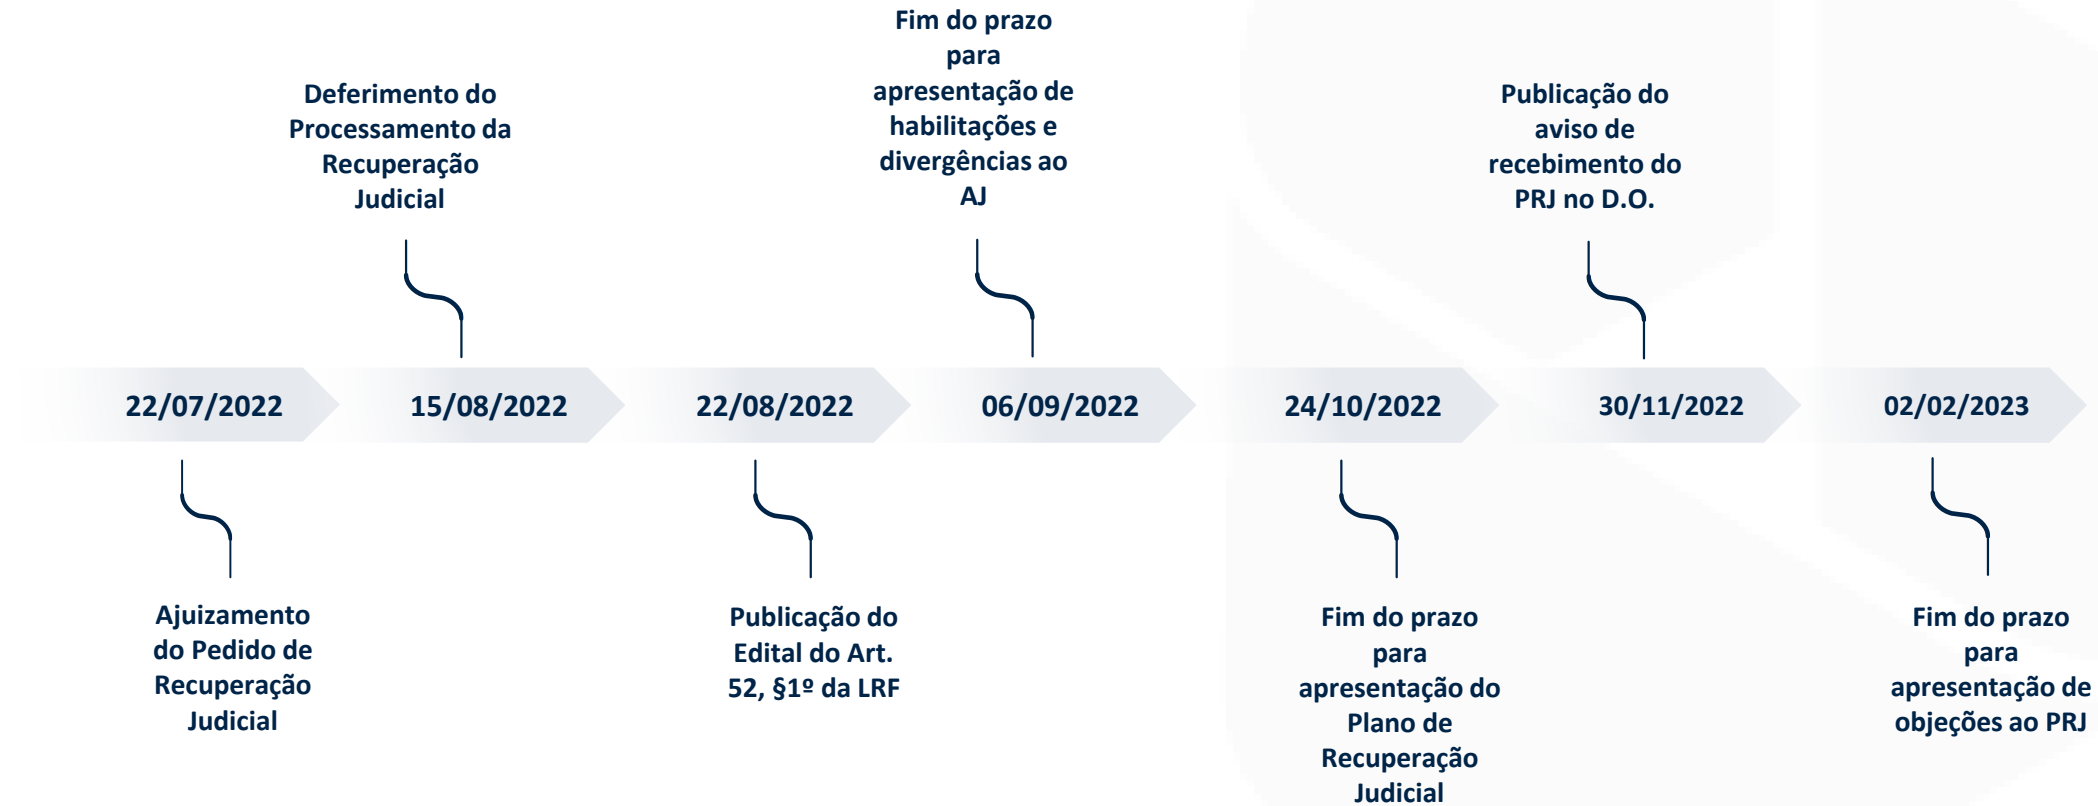 Fim do prazo
para
apresentação de
habilitações e
divergências ao
AJ
Deferimento do
Processamento da
Recuperação
Judicial
Publicação do
aviso de
recebimento do
PRJ no D.O.
22/07/2022
15/08/2022
22/08/2022
06/09/2022
24/10/2022
30/11/2022
02/02/2023
Ajuizamento
do Pedido de
Recuperação
Judicial
Publicação do
Edital do Art.
52, §1º da LRF
Fim do prazo
para
apresentação do
Plano de
Recuperação
Judicial
Fim do prazo
para
apresentação de
objeções ao PRJ